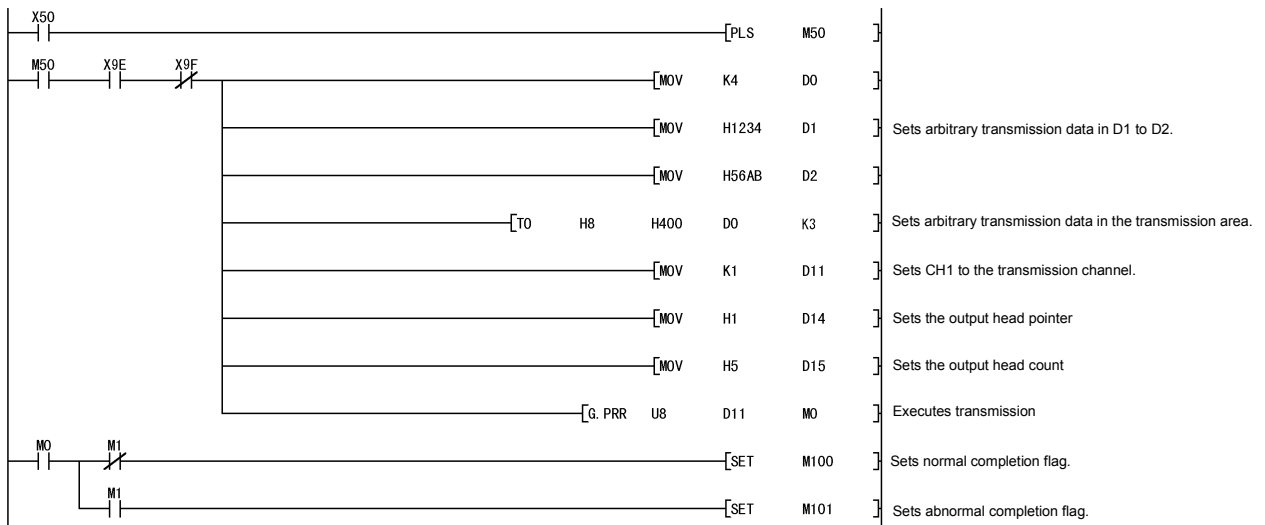 X50
[PLS M50 ]
M50 X9E X9F
[MOV K4 D0 ]
[MOV H1234 D1 ] Sets arbitrary transmission data in D1 to D2.
[MOV H56AB D2 ]
[TO H8 H400 D0 K3 ] Sets arbitrary transmission data in the transmission area.
[MOV K1 D11 ] Sets CH1 to the transmission channel.
[MOV H1 D14 ] Sets the output head pointer
[MOV H5 D15 ] Sets the output head count
[G.PRR U8 D11 M0 ] Executes transmission
M0 M1
[SET M100 ] Sets normal completion flag.
M1
[SET M101 ] Sets abnormal completion flag.